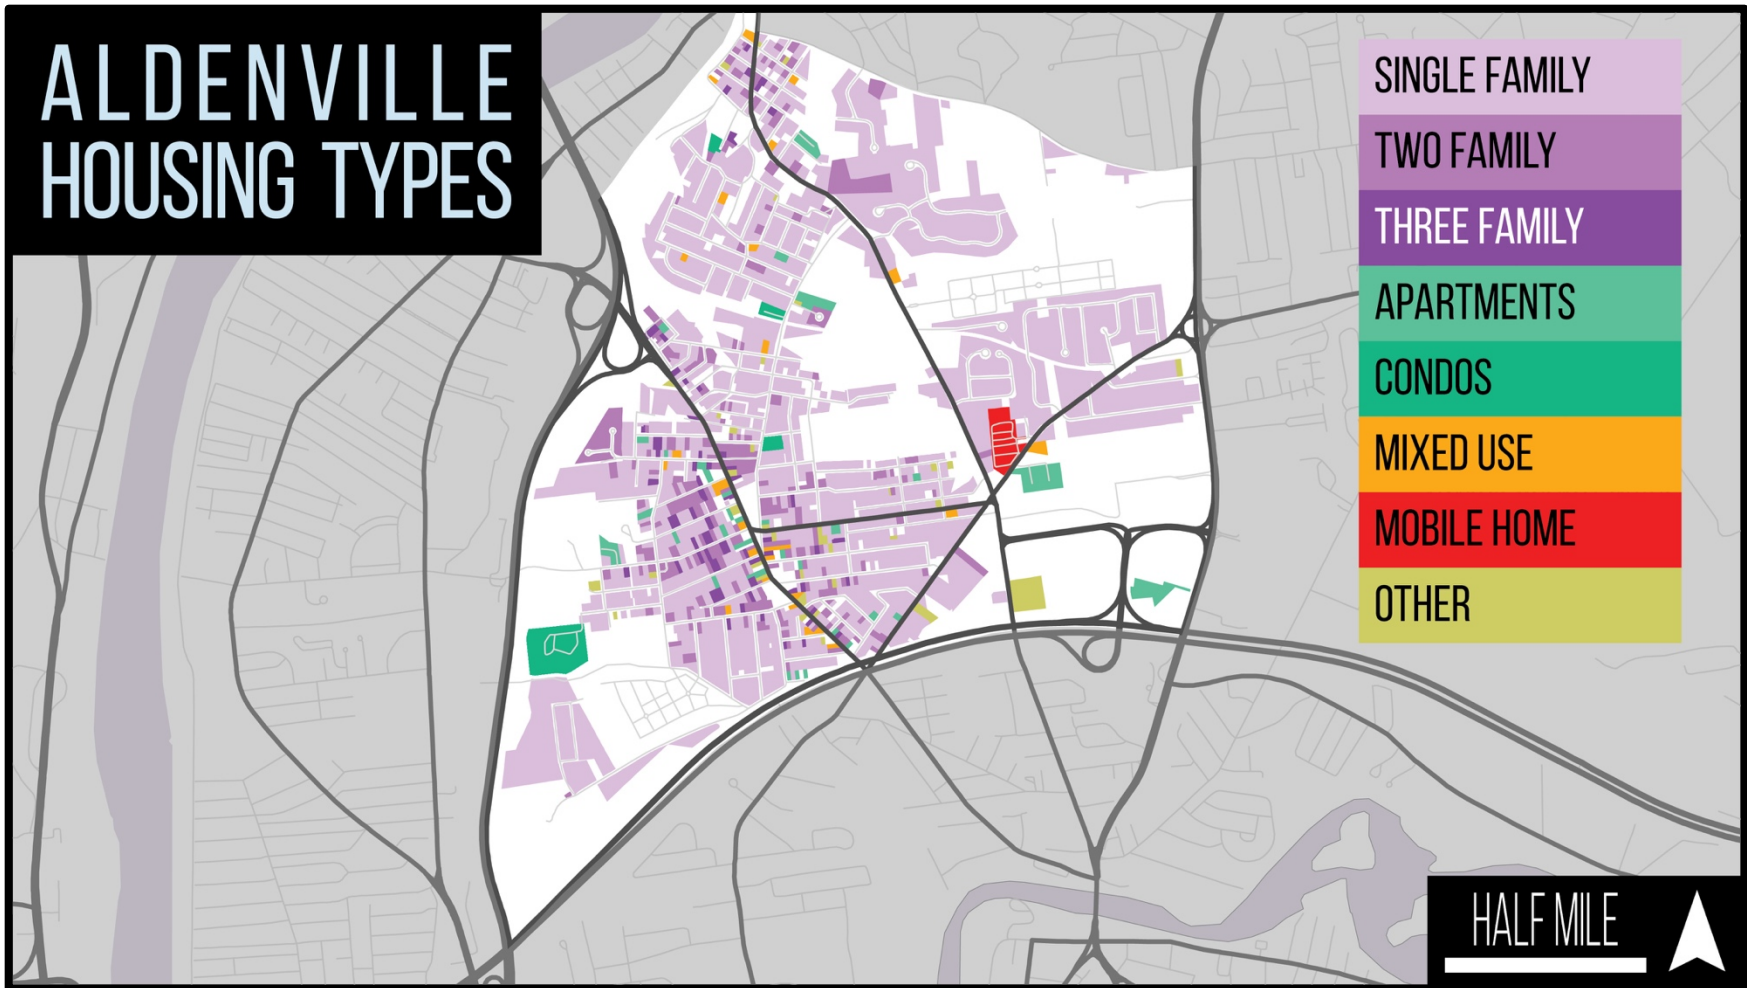 ALDENVILLE
HOUSING TYPES
SINGLE FAMILY
TWO FAMILY
THREE FAMILY
APARTMENTS
CONDOS
MIXED USE
MOBILE HOME
OTHER
HALF MILE